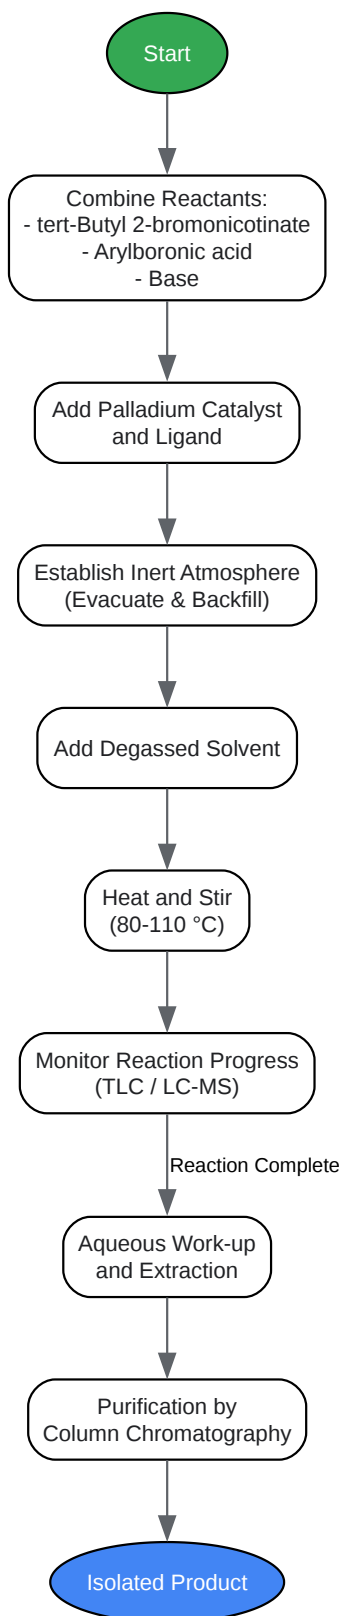 Start
Combine Reactants:
- tert-Butyl 2-bromonicotinate
- Arylboronic acid
- Base
Add Palladium Catalyst
and Ligand
Establish Inert Atmosphere
(Evacuate & Backfill)
Add Degassed Solvent
Heat and Stir
(80-110 °C)
Monitor Reaction Progress
(TLC / LC-MS)
Reaction Complete
Aqueous Work-up
and Extraction
Purification by
Column Chromatography
Isolated Product